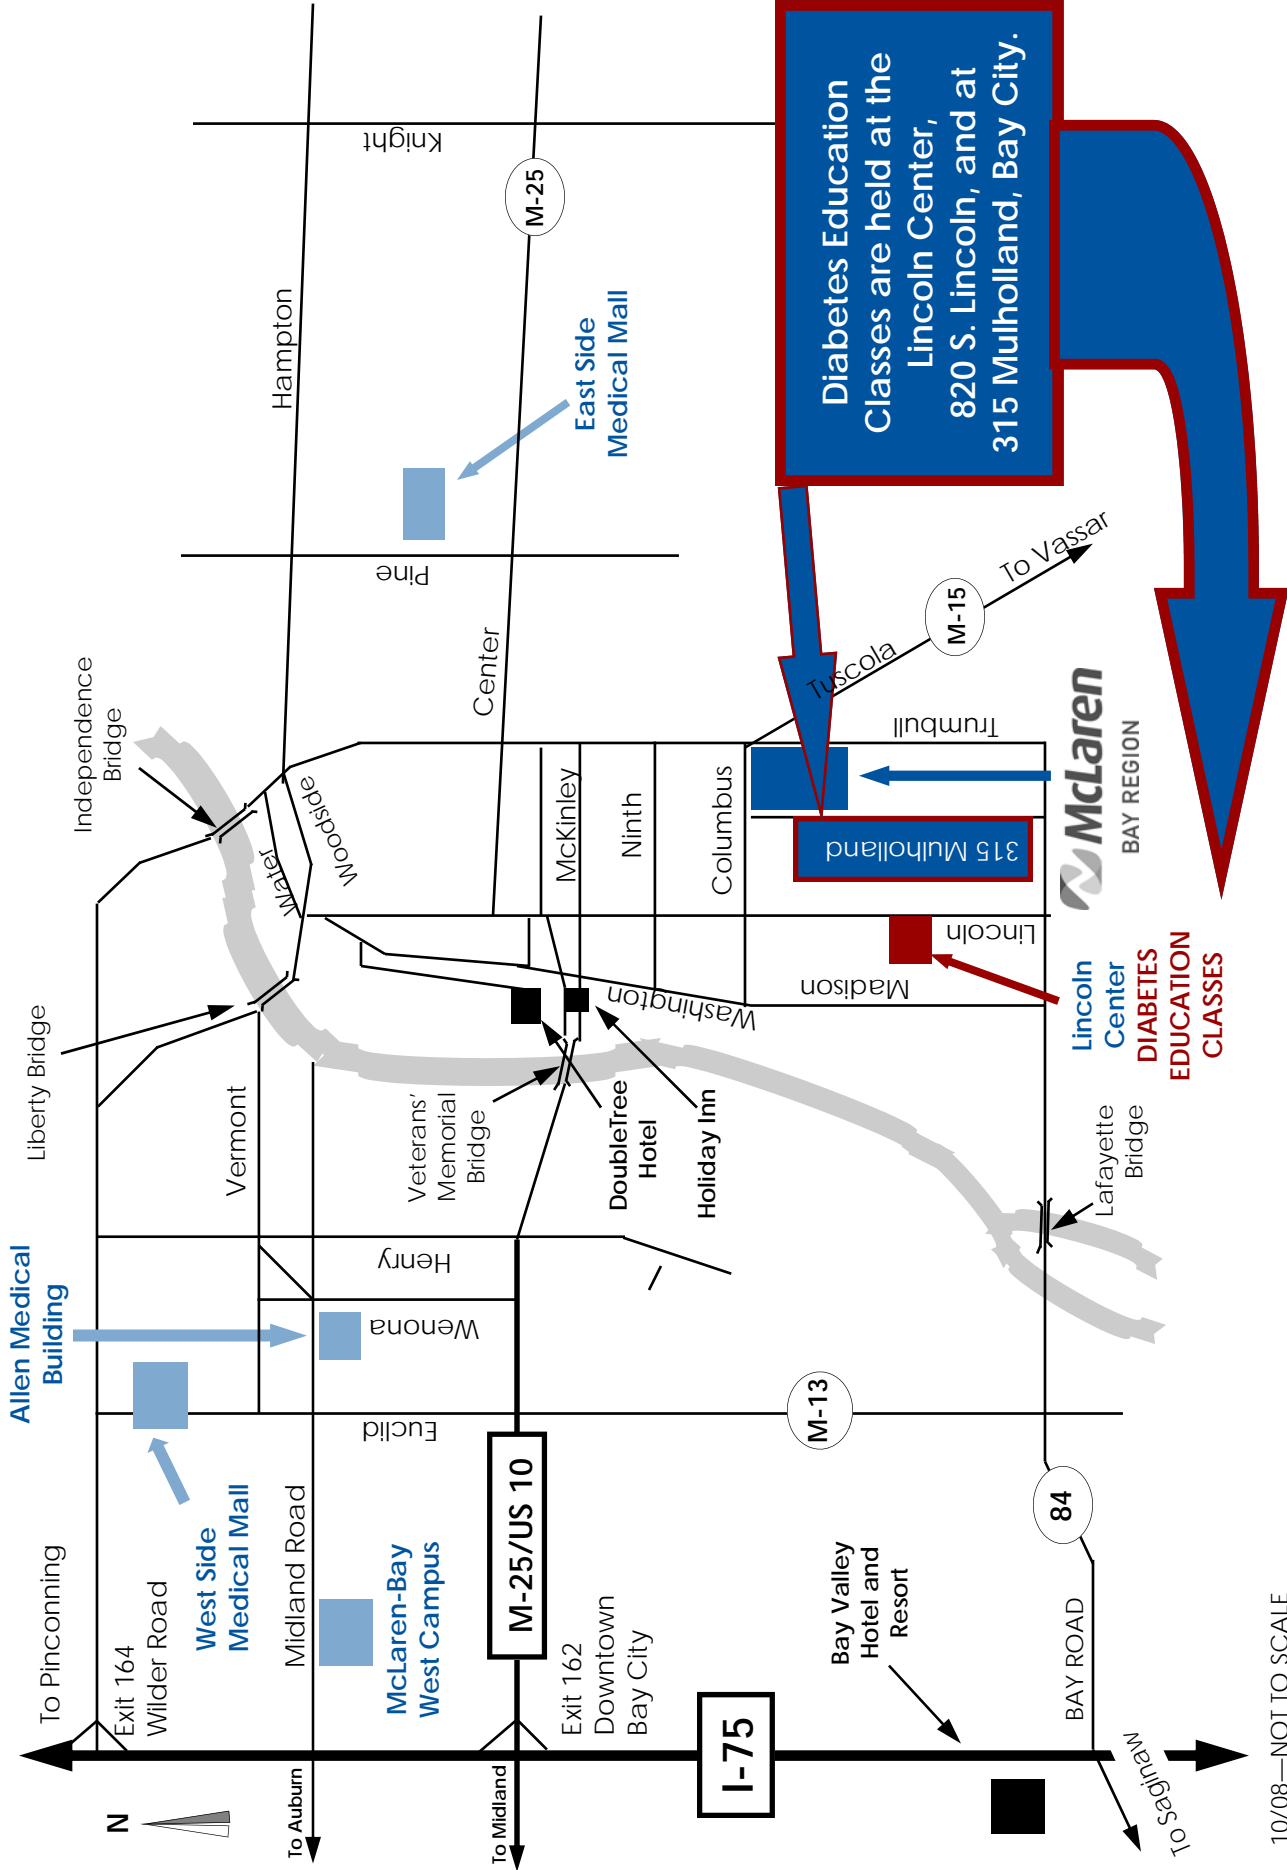 To Pinconning
Exit 164
Wilder Road
West Side
Medical Mall
Allen Medical
Building
Liberty Bridge
Independence
Bridge
Vermont
Water
Woodside
Hampton
Knight
Pine
M-25
East Side
Medical Mall
Center
N
To Auburn
Midland Road
McLaren-Bay
West Campus
Euclid
Wenona
Henry
To Midland
M-25/US 10
Exit 162
Downtown
Bay City
Veterans’
Memorial
Bridge
DoubleTree
Hotel
Holiday Inn
Washington
McKinley
Ninth
Columbus
I-75
M-13
Bay Valley
Hotel and
Resort
Madison
Lincoln
315 Mulholland
Trumbull
Tuscola
M-15
To Vassar
Diabetes Education
Classes are held at the
Lincoln Center,
820 S. Lincoln, and at
315 Mulholland, Bay City.
84
BAY ROAD
To Saginaw
Lafayette
Bridge
Lincoln
Center
DIABETES
EDUCATION
CLASSES
McLaren
BAY REGION
10/08—NOT TO SCALE